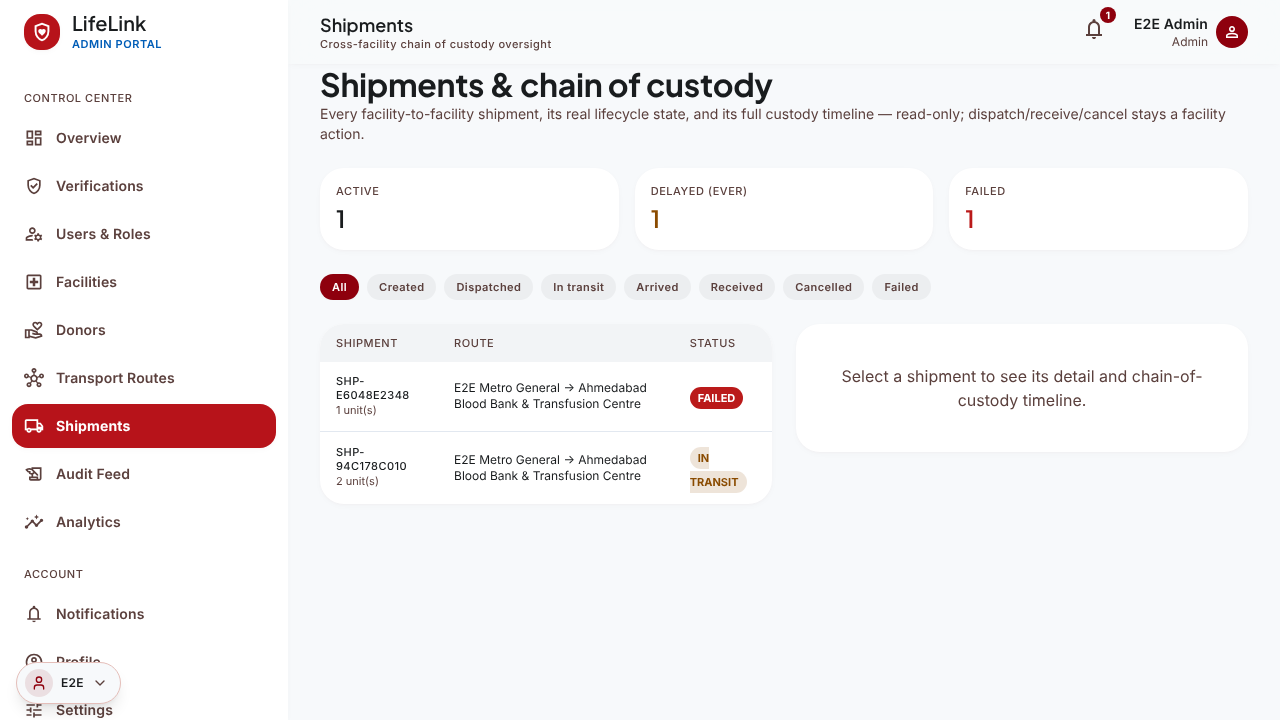 LifeLink
ADMIN PORTAL
CONTROL CENTER
Overview
Verifications
Users & Roles
Facilities
Donors
Transport Routes
Shipments
Audit Feed
Analytics
ACCOUNT
Notifications
Profile
E2E
Settings
Shipments
Cross-facility chain of custody oversight
1
E2E Admin
Admin
Shipments & chain of custody
Every facility-to-facility shipment, its real lifecycle state, and its full custody timeline — read-only; dispatch/receive/cancel stays a facility
action.
ACTIVE
1
DELAYED (EVER)
1
FAILED
1
All Created Dispatched In transit Arrived Received Cancelled Failed
SHIPMENT ROUTE STATUS
SHP-
E6048E2348
1 unit(s)
E2E Metro General → Ahmedabad
Blood Bank & Transfusion Centre
FAILED
SHP-
94C178C010
2 unit(s)
E2E Metro General → Ahmedabad
Blood Bank & Transfusion Centre
IN
TRANSIT
Select a shipment to see its detail and chain-of-
custody timeline.